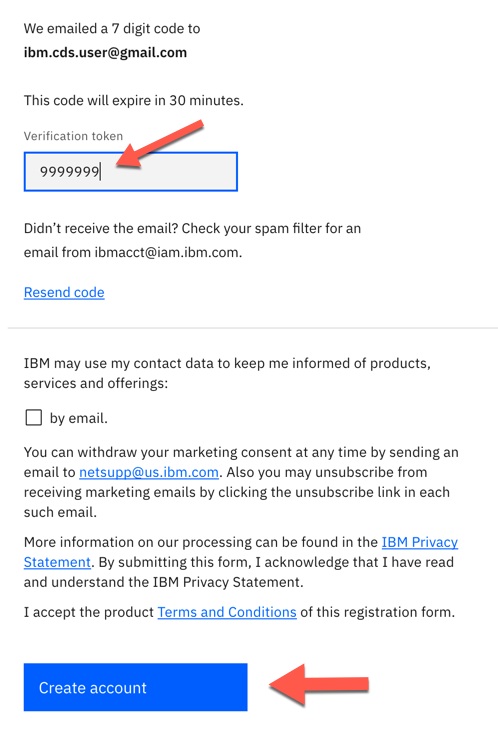 We emailed a 7 digit code to
ibm.cds.user@gmail.com
This code will expire in 30 minutes.
Verification token
9999999
Didn’t receive the email? Check your spam filter for an
email from ibmacct@iam.ibm.com.
Resend code
IBM may use my contact data to keep me informed of products,
services and offerings:
by email.
You can withdraw your marketing consent at any time by sending an
email to netsupp@us.ibm.com. Also you may unsubscribe from
receiving marketing emails by clicking the unsubscribe link in each
such email.
More information on our processing can be found in the IBM Privacy
Statement. By submitting this form, I acknowledge that I have read
and understand the IBM Privacy Statement.
I accept the product Terms and Conditions of this registration form.
Create account